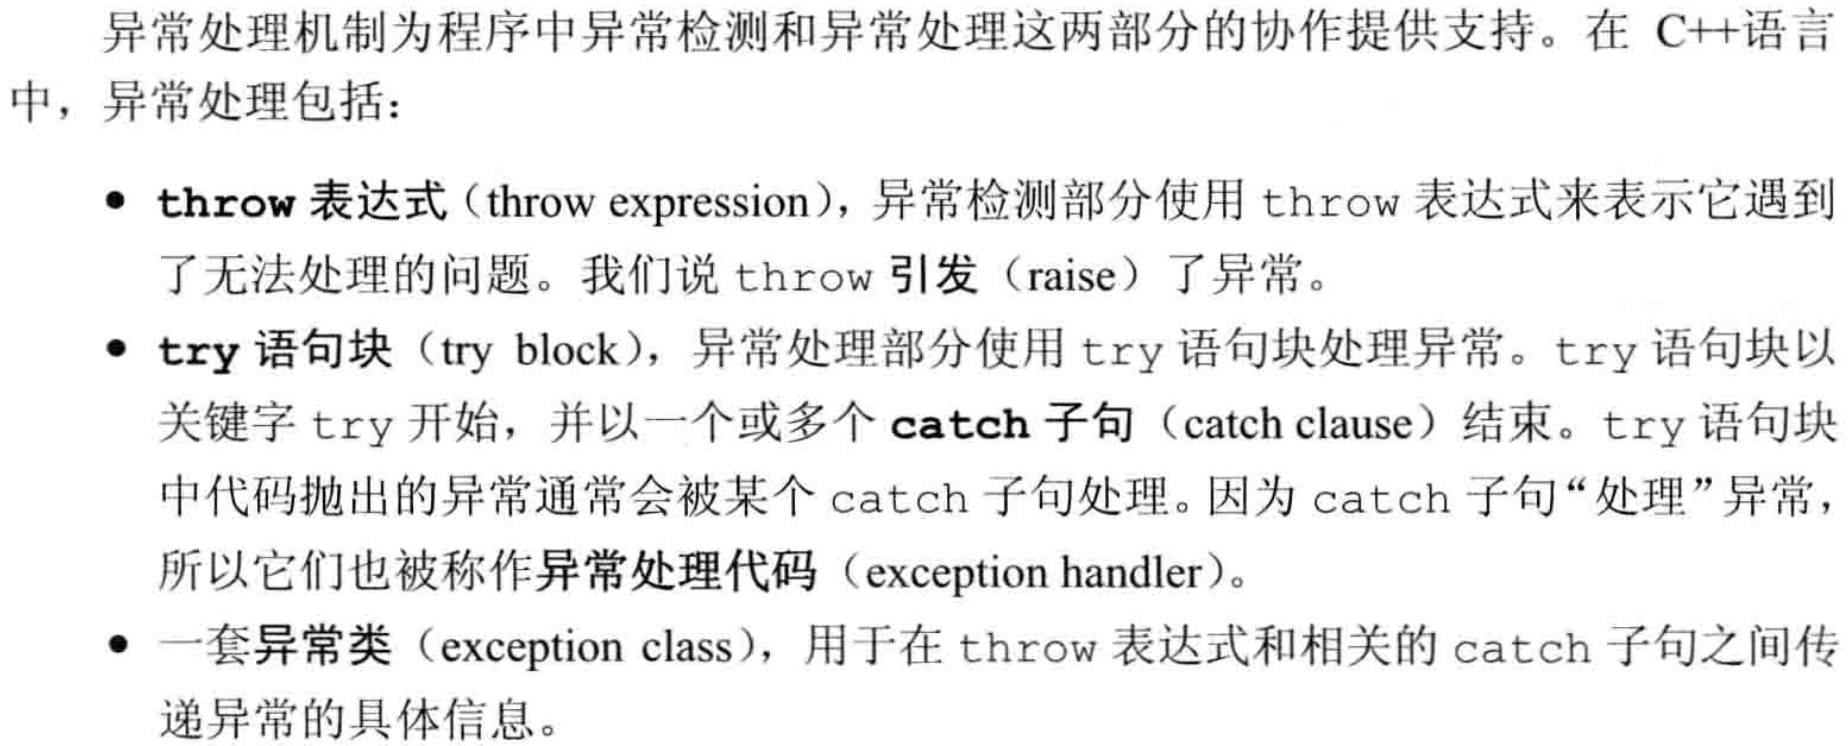 异常处理机制为程序中异常检测和异常处理这两部分的协作提供支持。在 C++语言
中，异常处理包括：
● throw 表达式（throw expression），异常检测部分使用 throw 表达式来表示它遇到
了无法处理的问题。我们说 throw 引发（raise）了异常。
● try 语句块（try block），异常处理部分使用 try 语句块处理异常。try 语句块以
关键字 try 开始，并以一个或多个 catch 子句（catch clause）结束。try 语句块
中代码抛出的异常通常会被某个 catch 子句处理。因为 catch 子句“处理”异常，
所以它们也被称作异常处理代码（exception handler）。
● 一套异常类（exception class），用于在 throw 表达式和相关的 catch 子句之间传
递异常的具体信息。